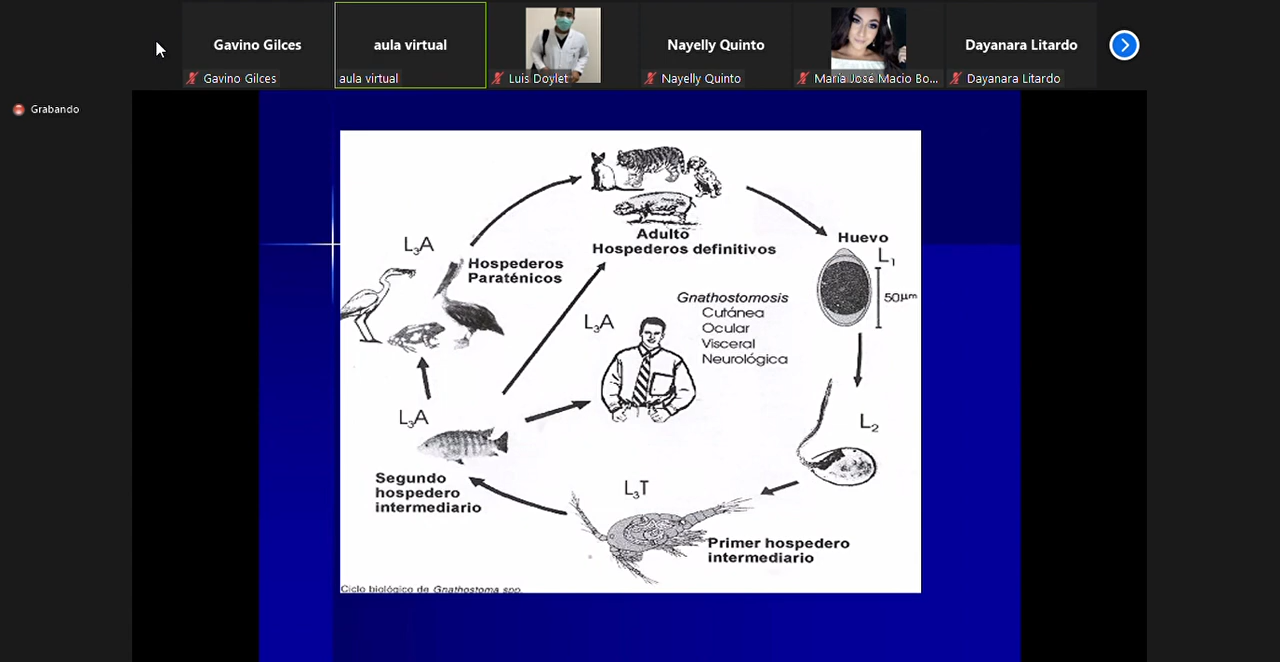 Gavino Gilces
aula virtual
Nayelly Quinto
Dayanara Litardo
Gavino Gilces
aula virtual
Luis Doylet
Nayelly Quinto
María José Macio Bo...
Dayanara Litardo
Grabando
Adulto
Hospederos definitivos
Huevo
L₁
50µm
L₃A
Hospederos
Paraténicos
Gnathostomosis
Cutánea
Ocular
Visceral
Neurológica
L₃A
L₃A
L₂
Segundo
hospedero
intermediario
L₃T
Primer hospedero
intermediario
Ciclo biológico de Gnathostoma spp.